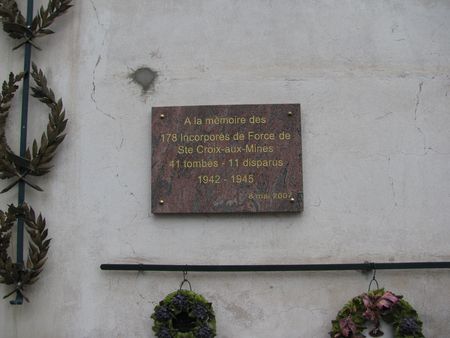 A la mémoire des
178 Incorporés de Force de
Ste Croix-aux-Mines
41 tombés - 11 disparus
1942 - 1945
8 mai 2007